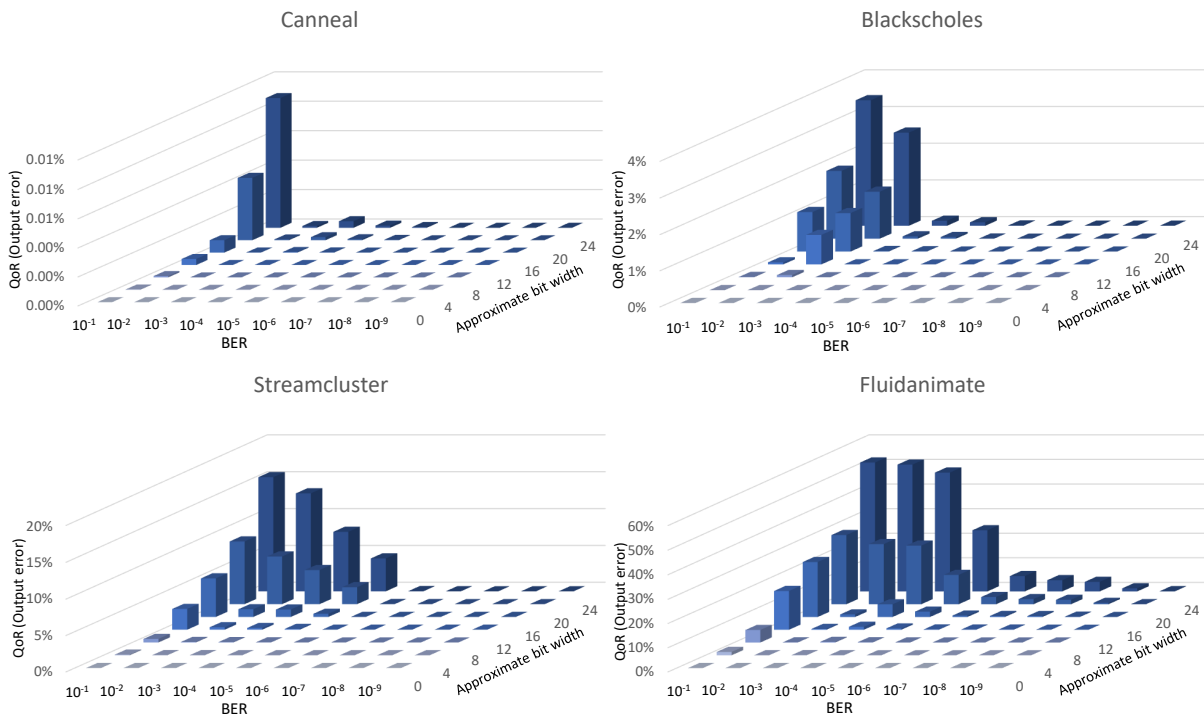 Canneal
0.01%
0.01%
0.01%
0.00%
0.00%
0.00%
QoR (Output error)
10-1 10-2 10-3 10-4 10-5 10-6 10-7 10-8 10-9
BER
0 4 8 12 16 20 24
Approximate bit width
Blackscholes
4%
3%
2%
1%
0%
QoR (Output error)
10-1 10-2 10-3 10-4 10-5 10-6 10-7 10-8 10-9
BER
0 4 8 12 16 20 24
Approximate bit width
Streamcluster
20%
15%
10%
5%
0%
QoR (Output error)
10-1 10-2 10-3 10-4 10-5 10-6 10-7 10-8 10-9
BER
0 4 8 12 16 20 24
Approximate bit width
Fluidanimate
60%
50%
40%
30%
20%
10%
0%
QoR (Output error)
10-1 10-2 10-3 10-4 10-5 10-6 10-7 10-8 10-9
BER
0 4 8 12 16 20 24
Approximate bit width